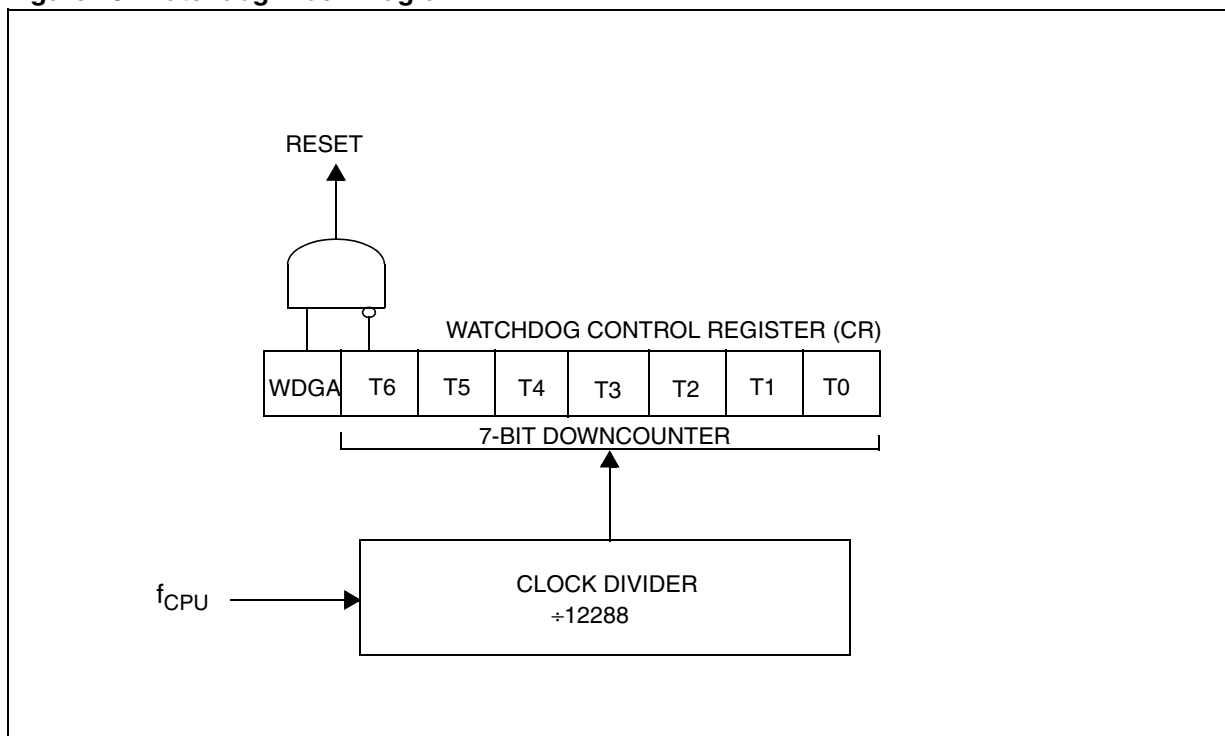 RESET
WATCHDOG CONTROL REGISTER (CR)
WDGA T6 T5 T4 T3 T2 T1 T0
7-BIT DOWNCOUNTER
fCPU
CLOCK DIVIDER
÷12288